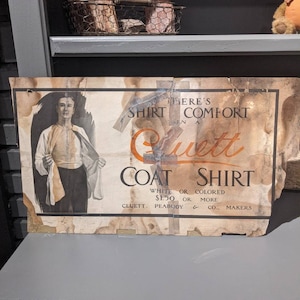 THERE'S
SHIRT COMFORT
IN A
Cluett
COAT SHIRT
WHITE OR COLORED
$1.50 OR MORE
CLUETT, PEABODY & CO., MAKERS